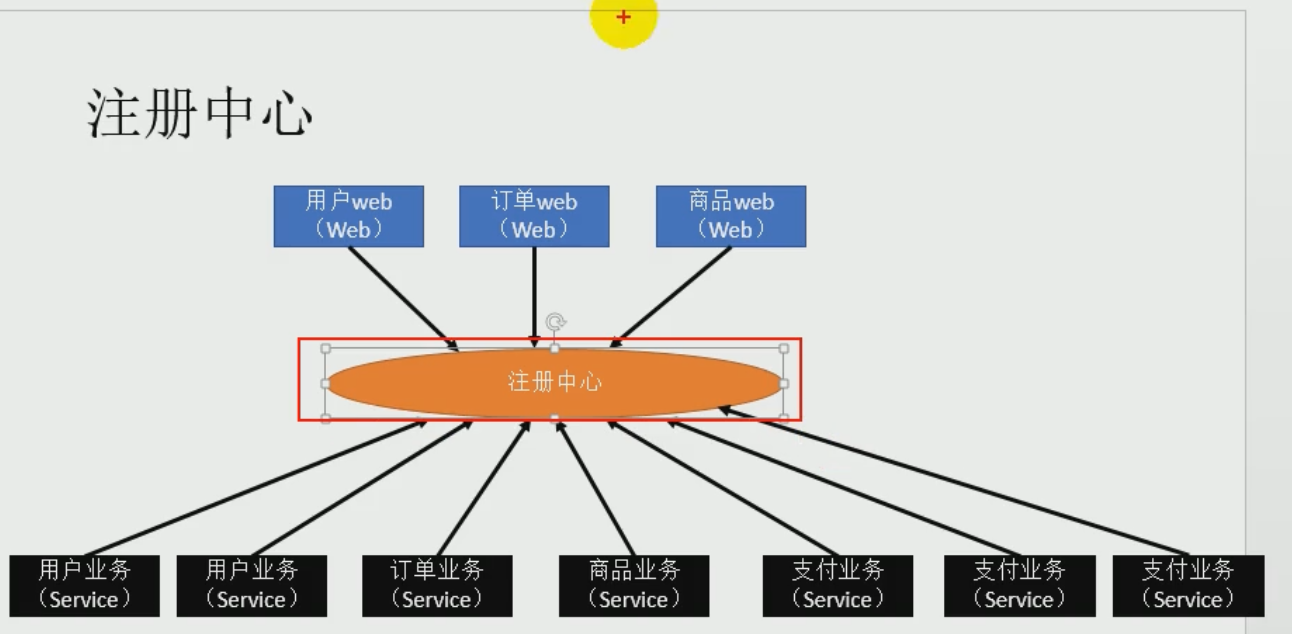 注册中心
用户web
（Web）
订单web
（Web）
商品web
（Web）
注册中心
用户业务
（Service）
用户业务
（Service）
订单业务
（Service）
商品业务
（Service）
支付业务
（Service）
支付业务
（Service）
支付业务
（Service）